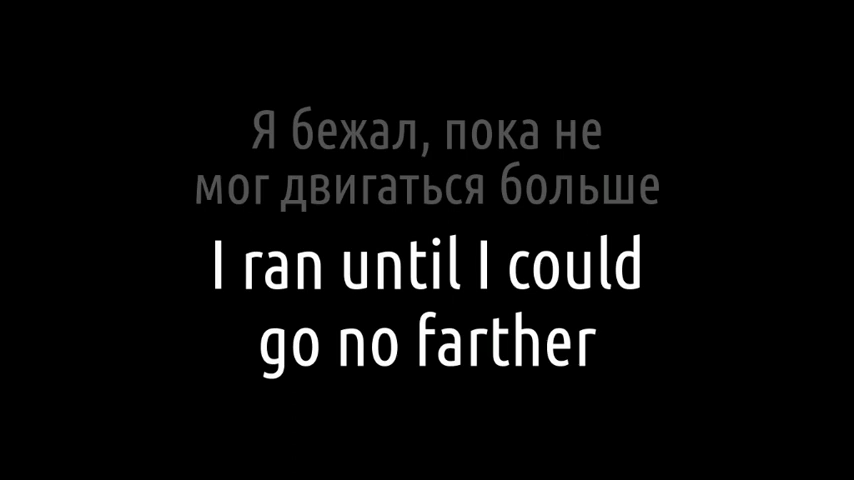 Я бежал, пока не
мог двигаться больше
I ran until I could
go no farther